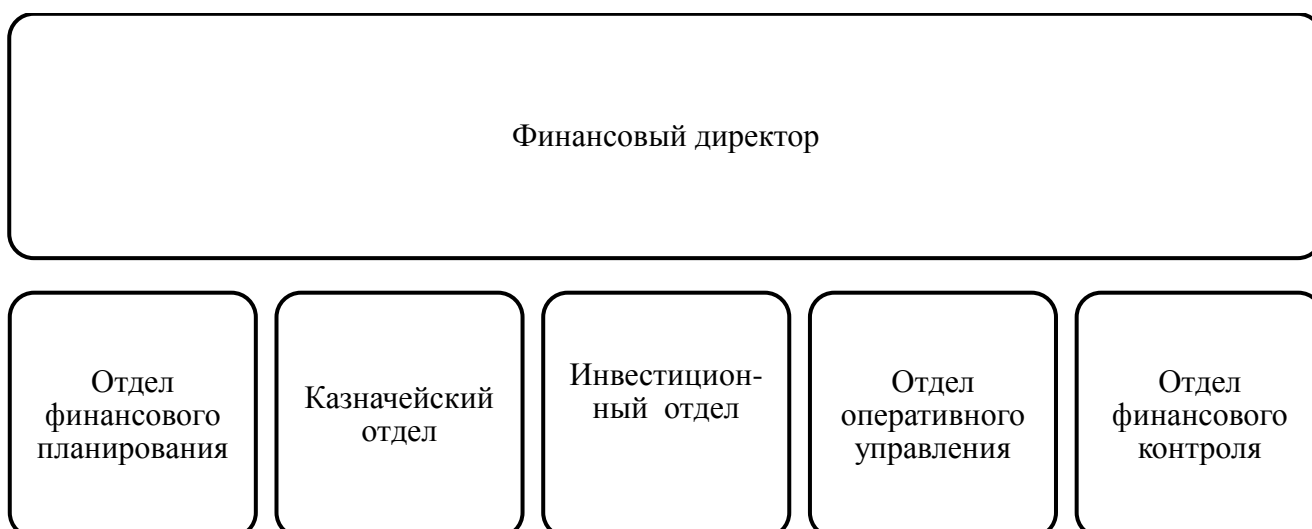 Финансовый директор
Отдел
финансового
планирования
Казначейский
отдел
Инвестицион-
ный отдел
Отдел
оперативного
управления
Отдел
финансового
контроля